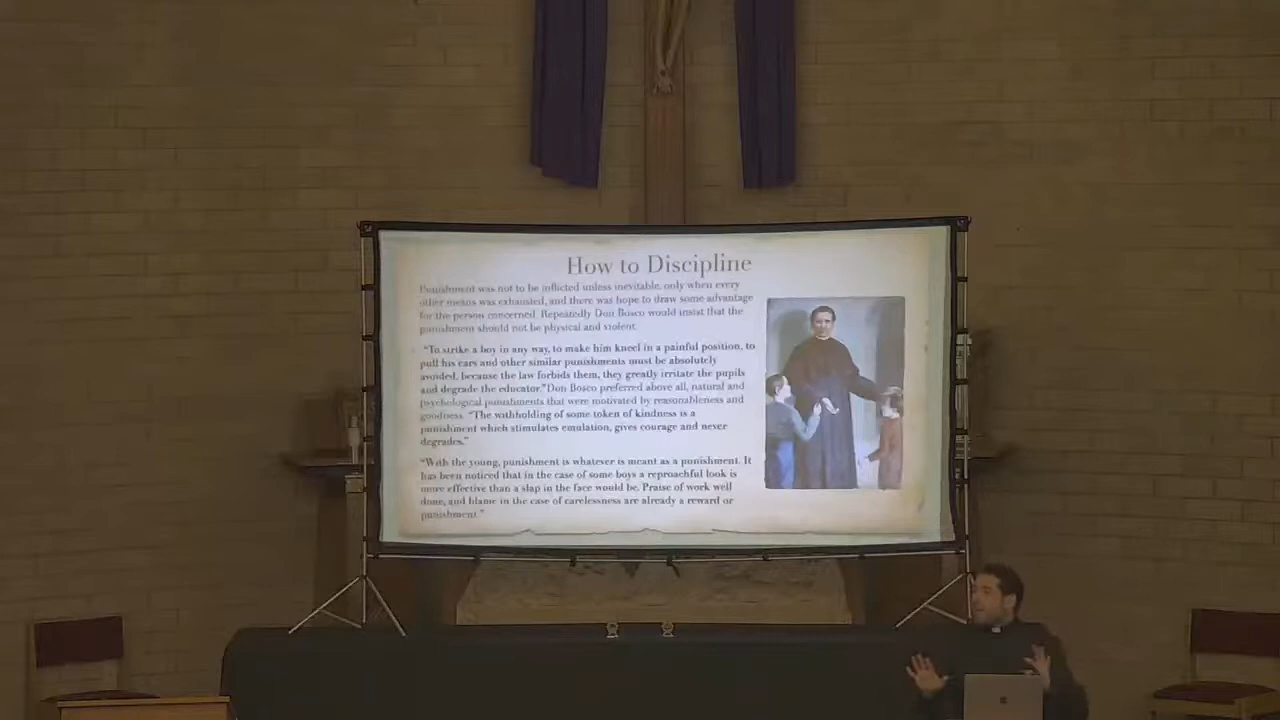 How to Discipline
Punishment was not to be inflicted unless inevitable, only when every
other means was exhausted, and there was hope to draw some advantage
for the person concerned. Repeatedly Don Bosco would insist that the
punishment should not be physical and violent.
“To strike a boy in any way, to make him kneel in a painful position, to
pull his ears and other similar punishments must be absolutely
avoided, because the law forbids them, they greatly irritate the pupils
and degrade the educator.” Don Bosco preferred above all, natural and
psychological punishments that were motivated by reasonableness and
goodness. “The withholding of some token of kindness is a
punishment which stimulates emulation, gives courage and never
degrades.”
“With the young, punishment is whatever is meant as a punishment. It
has been noticed that in the case of some boys a reproachful look is
more effective than a slap in the face would be. Praise of work well
done, and blame in the case of carelessness are already a reward or
punishment.”